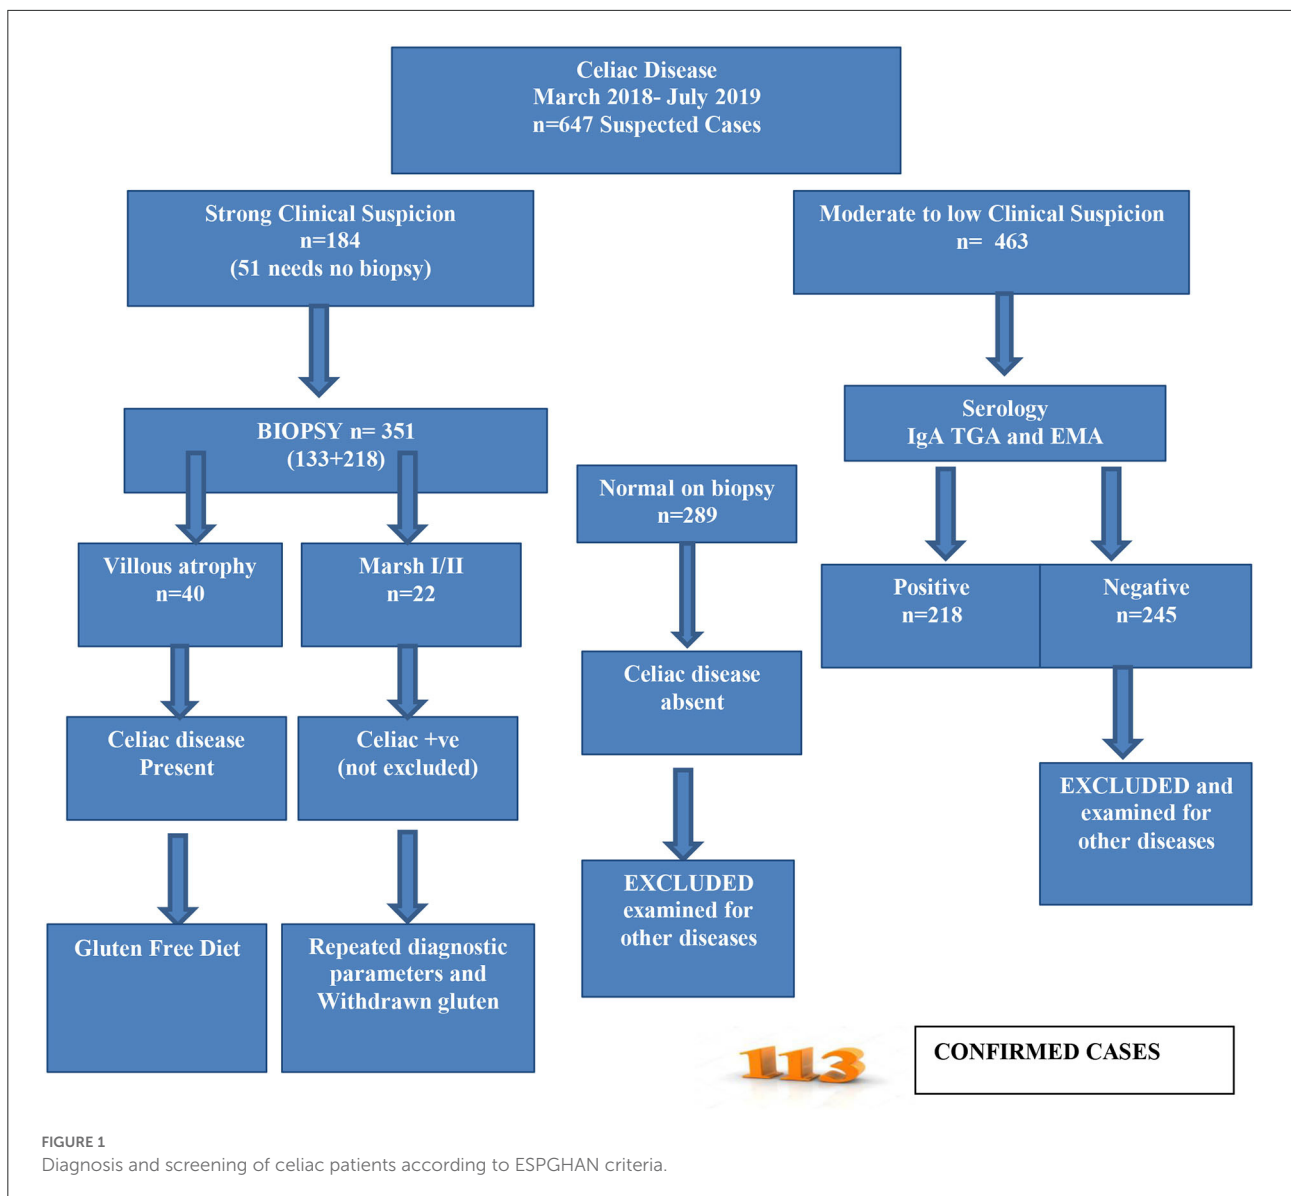 Celiac Disease
March 2018- July 2019
n=647 Suspected Cases
Strong Clinical Suspicion
n=184
(51 needs no biopsy)
Moderate to low Clinical Suspicion
n= 463
BIOPSY n= 351
(133+218)
Serology
IgA TGA and EMA
Normal on biopsy
n=289
Villous atrophy
n=40
Marsh I/II
n=22
Positive
n=218
Negative
n=245
Celiac disease
absent
Celiac disease
Present
Celiac +ve
(not excluded)
EXCLUDED and
examined for
other diseases
EXCLUDED
examined for
other diseases
Gluten Free Diet
Repeated diagnostic
parameters and
Withdrawn gluten
113
CONFIRMED CASES
FIGURE 1
Diagnosis and screening of celiac patients according to ESPGHAN criteria.